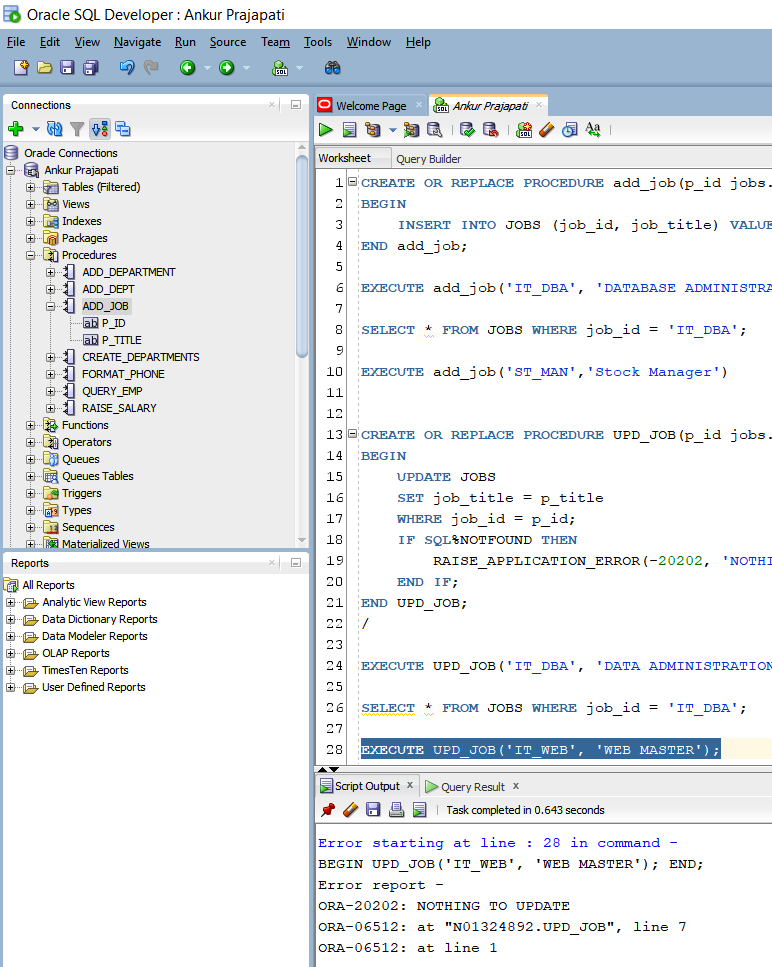 Oracle SQL Developer : Ankur Prajapati
File Edit View Navigate Run Source Team Tools Window Help
Connections
Oracle Connections
Ankur Prajapati
Tables (Filtered)
Views
Indexes
Packages
Procedures
ADD_DEPARTMENT
ADD_DEPT
ADD_JOB
P_ID
P_TITLE
CREATE_DEPARTMENTS
FORMAT_PHONE
QUERY_EMP
RAISE_SALARY
Functions
Operators
Queues
Queues Tables
Triggers
Types
Sequences
Materialized Views
Reports
All Reports
Analytic View Reports
Data Dictionary Reports
Data Modeler Reports
OLAP Reports
TimesTen Reports
User Defined Reports
Welcome Page Ankur Prajapati
Worksheet Query Builder
1 CREATE OR REPLACE PROCEDURE add_job(p_id jobs.
2 BEGIN
3 INSERT INTO JOBS (job_id, job_title) VALUE
4 END add_job;
5
6 EXECUTE add_job('IT_DBA', 'DATABASE ADMINISTRA
7
8 SELECT * FROM JOBS WHERE job_id = 'IT_DBA';
9
10 EXECUTE add_job('ST_MAN','Stock Manager')
11
12
13 CREATE OR REPLACE PROCEDURE UPD_JOB(p_id jobs.
14 BEGIN
15 UPDATE JOBS
16 SET job_title = p_title
17 WHERE job_id = p_id;
18 IF SQL%NOTFOUND THEN
19 RAISE_APPLICATION_ERROR(-20202, 'NOTHI
20 END IF;
21 END UPD_JOB;
22 /
23
24 EXECUTE UPD_JOB('IT_DBA', 'DATA ADMINISTRATION
25
26 SELECT * FROM JOBS WHERE job_id = 'IT_DBA';
27
28 EXECUTE UPD_JOB('IT_WEB', 'WEB MASTER');
Script Output x Query Result x
Task completed in 0.643 seconds
Error starting at line : 28 in command -
BEGIN UPD_JOB('IT_WEB', 'WEB MASTER'); END;
Error report -
ORA-20202: NOTHING TO UPDATE
ORA-06512: at "N01324892.UPD_JOB", line 7
ORA-06512: at line 1